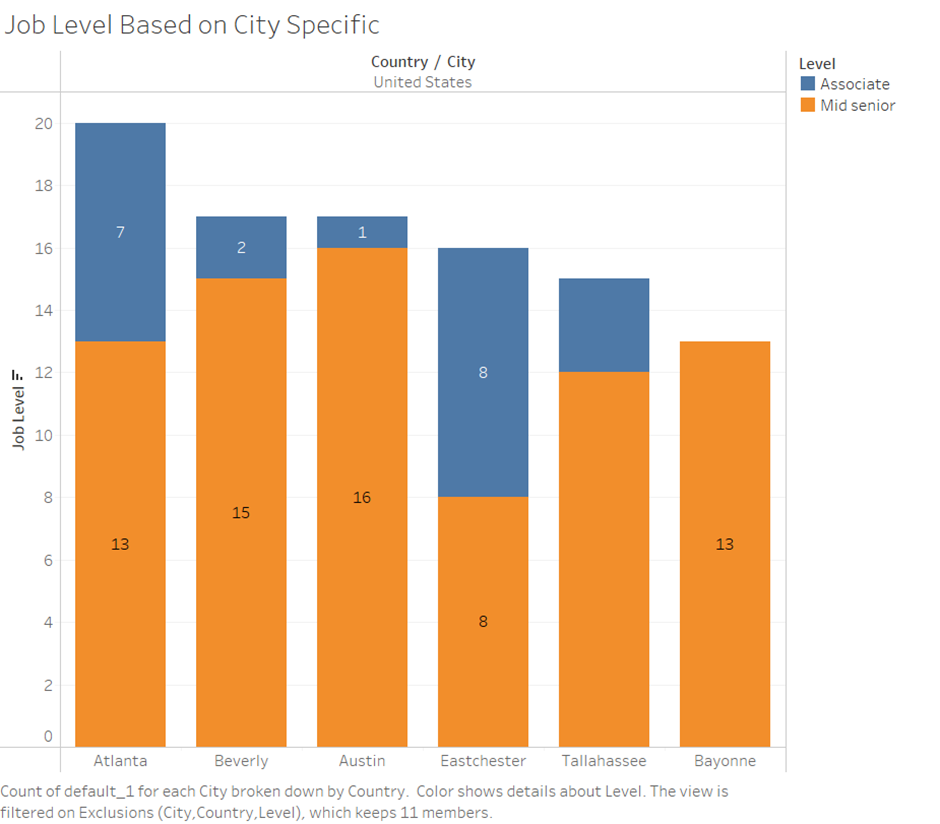 Job Level Based on City Specific
Country / City
United States
Level
Associate
Mid senior
20
18
16
14
12
10
8
6
4
2
0
Job Level
7
2
1
8
13
15
16
8
13
Atlanta
Beverly
Austin
Eastchester
Tallahassee
Bayonne
Count of default_1 for each City broken down by Country. Color shows details about Level. The view is
filtered on Exclusions (City,Country,Level), which keeps 11 members.